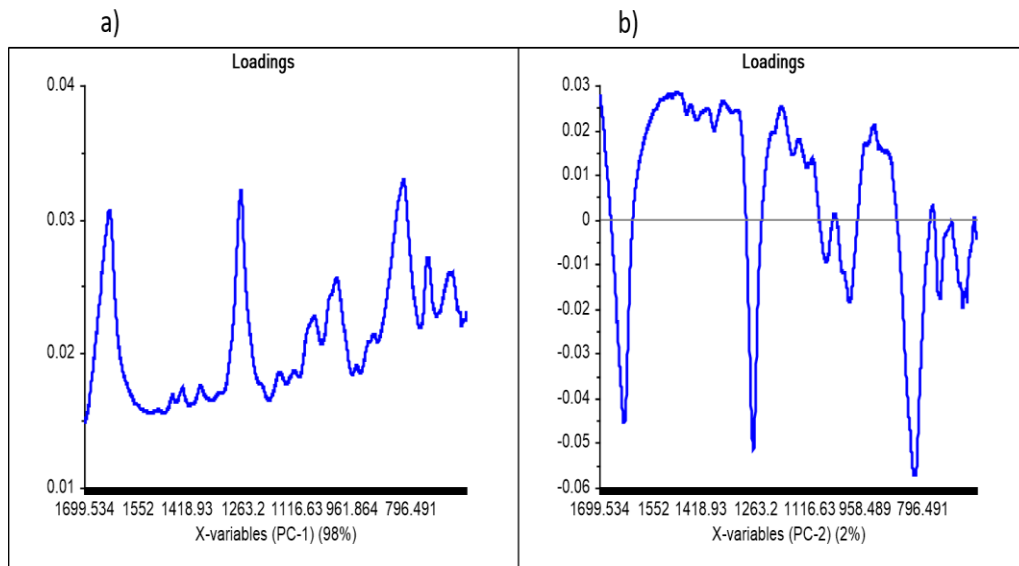 a)
b)
Loadings
0.04
0.03
0.02
0.01
1699.534 1552 1418.93 1263.2 1116.63 961.864 796.491
X-variables (PC-1) (98%)
Loadings
0.03
0.02
0.01
0
-0.01
-0.02
-0.03
-0.04
-0.05
-0.06
1699.534 1552 1418.93 1263.2 1116.63 958.489 796.491
X-variables (PC-2) (2%)